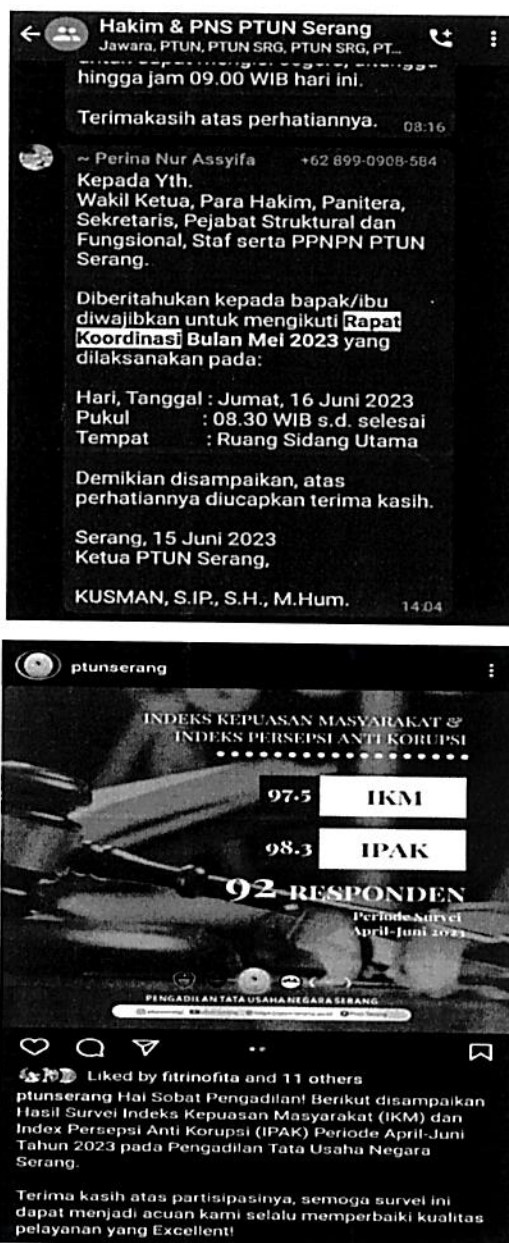 Hakim & PNS PTUN Serang
Jawara, PTUN, PTUN SRG, PTUN SRG, PT...
hingga jam 09.00 WIB hari ini.
Terimakasih atas perhatiannya. 08:16
~ Perina Nur Assyifa +62 899-0908-584
Kepada Yth.
Wakil Ketua, Para Hakim, Panitera,
Sekretaris, Pejabat Struktural dan
Fungsional, Staf serta PPNPN PTUN
Serang.
Diberitahukan kepada bapak/ibu
diwajibkan untuk mengikuti Rapat
Koordinasi Bulan Mei 2023 yang
dilaksanakan pada:
Hari, Tanggal : Jumat, 16 Juni 2023
Pukul : 08.30 WIB s.d. selesai
Tempat : Ruang Sidang Utama
Demikian disampaikan, atas
perhatiannya diucapkan terima kasih.
Serang, 15 Juni 2023
Ketua PTUN Serang,
KUSMAN, S.IP., S.H., M.Hum. 14:04
ptunserang
INDEKS KEPUASAN MASYARAKAT &
INDEKS PERSEPSI ANTI KORUPSI
97.5 IKM
98.3 IPAK
92 RESPONDEN
Periode Survei
April-Juni 2023
PENGADILAN TATA USAHA NEGARA SERANG
Liked by fitrinofita and 11 others
ptunserang Hai Sobat Pengadilan! Berikut disampaikan
Hasil Survei Indeks Kepuasan Masyarakat (IKM) dan
Index Persepsi Anti Korupsi (IPAK) Periode April-Juni
Tahun 2023 pada Pengadilan Tata Usaha Negara
Serang.
Terima kasih atas partisipasinya, semoga survei ini
dapat menjadi acuan kami selalu memperbaiki kualitas
pelayanan yang Excellent!